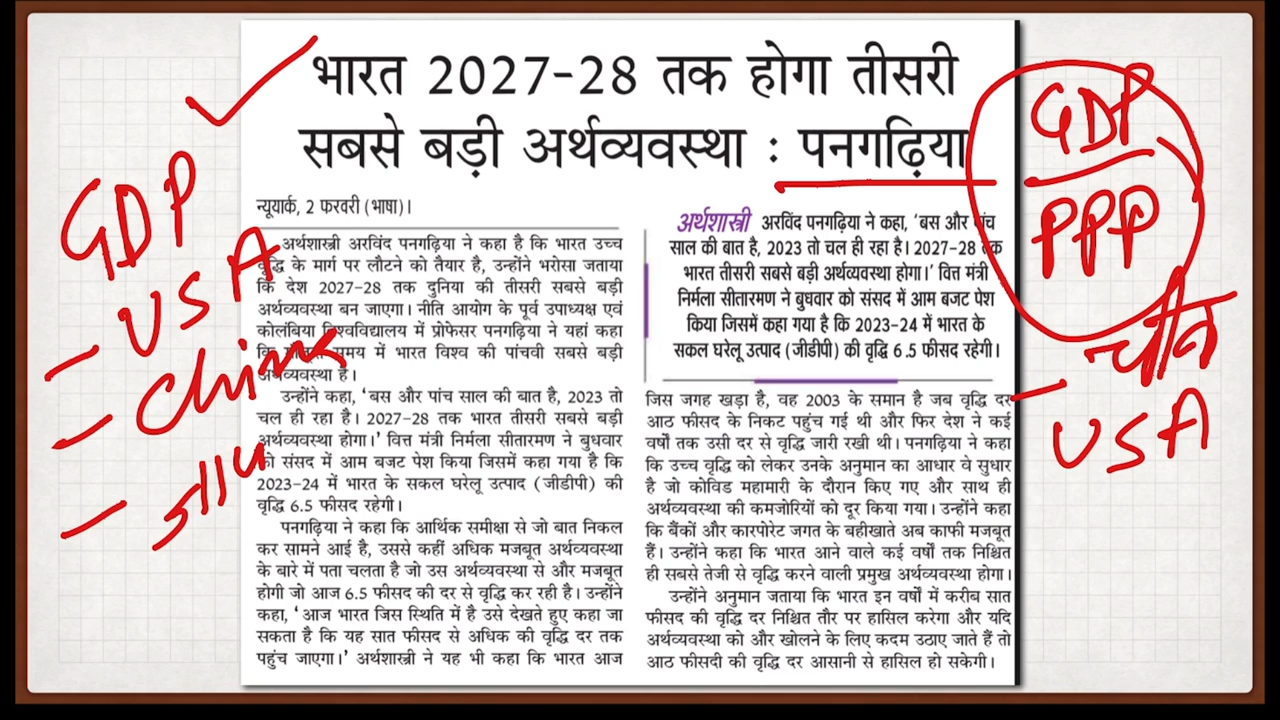 भारत 2027-28 तक होगा तीसरी
सबसे बड़ी अर्थव्यवस्था : पनगढ़िया
न्यूयार्क, 2 फरवरी (भाषा)।
अर्थशास्त्री अरविंद पनगढ़िया ने कहा है कि भारत उच्च
वृद्धि के मार्ग पर लौटने को तैयार है, उन्होंने भरोसा जताया
कि देश 2027-28 तक दुनिया की तीसरी सबसे बड़ी
अर्थव्यवस्था बन जाएगा। नीति आयोग के पूर्व उपाध्यक्ष एवं
कोलंबिया विश्वविद्यालय में प्रोफेसर पनगढ़िया ने यहां कहा
कि मौजूदा समय में भारत विश्व की पांचवी सबसे बड़ी
अर्थव्यवस्था है।
उन्होंने कहा, 'बस और पांच साल की बात है, 2023 तो
चल ही रहा है। 2027-28 तक भारत तीसरी सबसे बड़ी
अर्थव्यवस्था होगा।' वित्त मंत्री निर्मला सीतारमण ने बुधवार
को संसद में आम बजट पेश किया जिसमें कहा गया है कि
2023-24 में भारत के सकल घरेलू उत्पाद (जीडीपी) की
वृद्धि 6.5 फीसद रहेगी।
पनगढ़िया ने कहा कि आर्थिक समीक्षा से जो बात निकल
कर सामने आई है, उससे कहीं अधिक मजबूत अर्थव्यवस्था
के बारे में पता चलता है जो उस अर्थव्यवस्था से और मजबूत
होगी जो आज 6.5 फीसद की दर से वृद्धि कर रही है। उन्होंने
कहा, 'आज भारत जिस स्थिति में है उसे देखते हुए कहा जा
सकता है कि यह सात फीसद से अधिक की वृद्धि दर तक
पहुंच जाएगा।' अर्थशास्त्री ने यह भी कहा कि भारत आज
अर्थशास्त्री अरविंद पनगढ़िया ने कहा, 'बस और पांच
साल की बात है, 2023 तो चल ही रहा है। 2027-28 तक
भारत तीसरी सबसे बड़ी अर्थव्यवस्था होगा।' वित्त मंत्री
निर्मला सीतारमण ने बुधवार को संसद में आम बजट पेश
किया जिसमें कहा गया है कि 2023-24 में भारत के
सकल घरेलू उत्पाद (जीडीपी) की वृद्धि 6.5 फीसद रहेगी।
जिस जगह खड़ा है, वह 2003 के समान है जब वृद्धि दर
आठ फीसद के निकट पहुंच गई थी और फिर देश ने कई
वर्षों तक उसी दर से वृद्धि जारी रखी थी। पनगढ़िया ने कहा
कि उच्च वृद्धि को लेकर उनके अनुमान का आधार वे सुधार
है जो कोविड महामारी के दौरान किए गए और साथ ही
अर्थव्यवस्था की कमजोरियों को दूर किया गया। उन्होंने कहा
कि बैंकों और कारपोरेट जगत के बहीखाते अब काफी मजबूत
हैं। उन्होंने कहा कि भारत आने वाले कई वर्षों तक निश्चित
ही सबसे तेजी से वृद्धि करने वाली प्रमुख अर्थव्यवस्था होगा।
उन्होंने अनुमान जताया कि भारत इन वर्षों में करीब सात
फीसद की वृद्धि दर निश्चित तौर पर हासिल करेगा और यदि
अर्थव्यवस्था को और खोलने के लिए कदम उठाए जाते हैं तो
आठ फीसदी की वृद्धि दर आसानी से हासिल हो सकेगी।
GDP
- USA
- China
- जापा
GDP
PPP
- चीन
USA